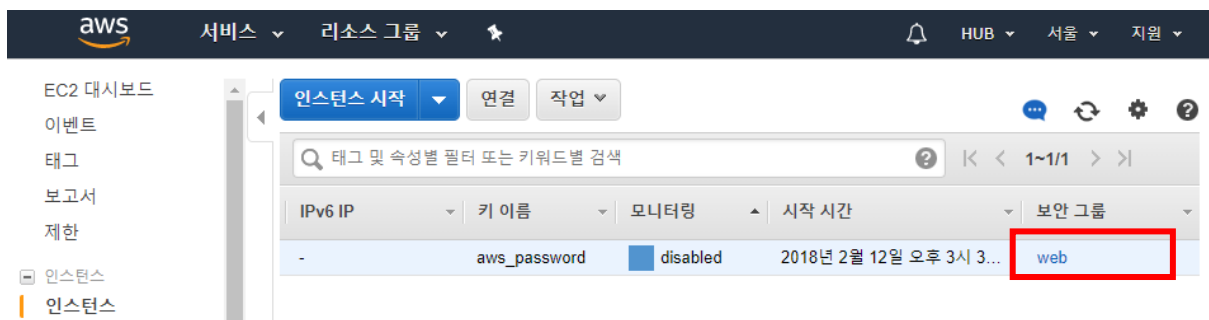 aws 서비스 리소스 그룹 HUB 서울 지원
EC2 대시보드
이벤트
태그
보고서
제한
인스턴스
인스턴스
인스턴스 시작 연결 작업
태그 및 속성별 필터 또는 키워드별 검색 1~1/1
IPv6 IP 키 이름 모니터링 시작 시간 보안 그룹
- aws_password disabled 2018년 2월 12일 오후 3시 3... web